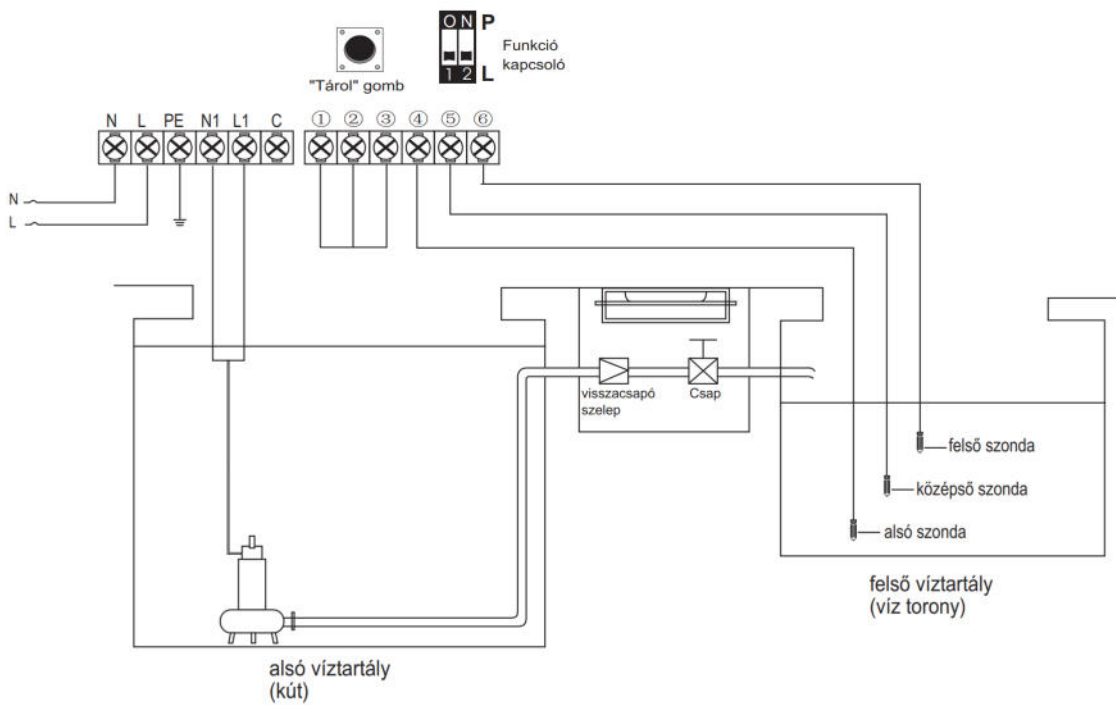 ON P
Funkció
kapcsoló
1 2 L
"Tárol" gomb
N L PE N1 L1 C ① ② ③ ④ ⑤ ⑥
N
L
visszacsapó
szelep
Csap
felső szonda
középső szonda
alsó szonda
felső víztartály
(víz torony)
alsó víztartály
(kút)